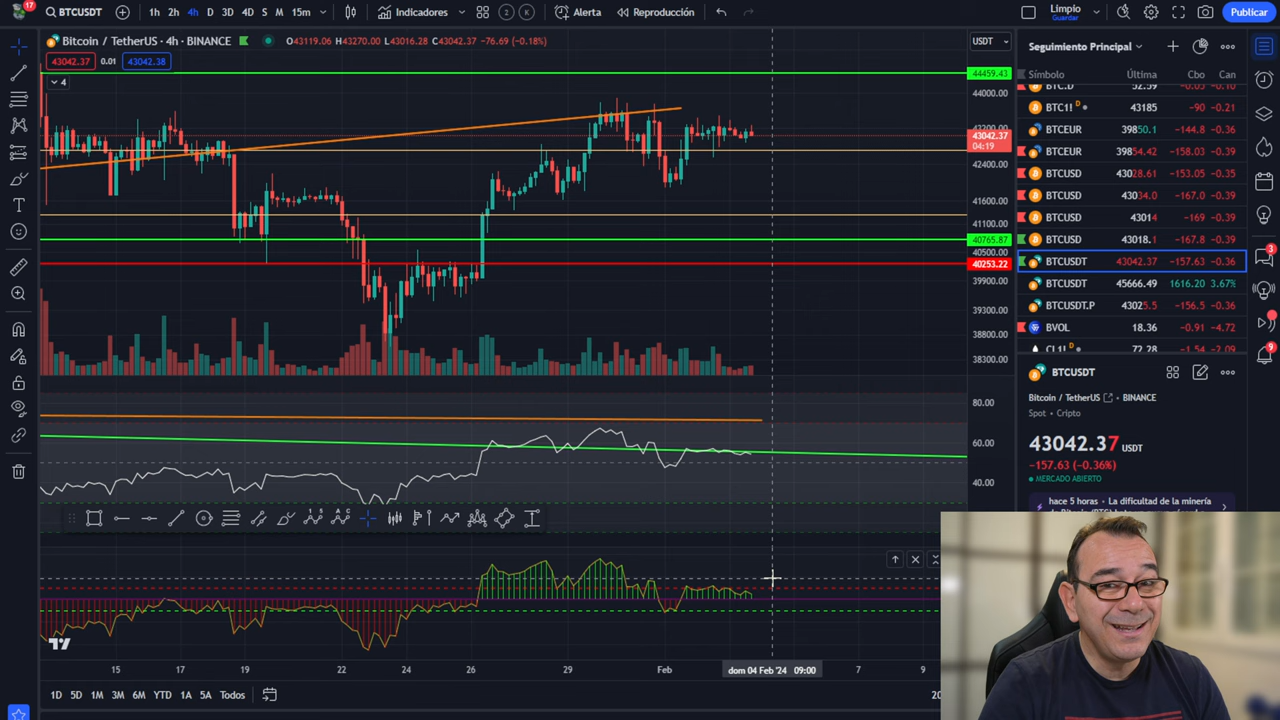 17
BTCUSDT
1h 2h 4h D 3D 4D S M 15m
Indicadores
2 K
Alerta
Reproducción
Limpio
Guardar
Publicar
Bitcoin / TetherUS · 4h · BINANCE
O43119.06 H43270.00 L43016.28 C43042.37 −76.69 (−0.18%)
43042.37 0.01 43042.38
4
USDT
44459.43
44000.00
43200.00
43042.37
04:19
42400.00
41600.00
41100.00
40765.87
40500.00
40253.22
39900.00
39300.00
38800.00
38300.00
80.00
60.00
40.00
15 17 19 22 24 26 29 Feb dom 04 Feb '24 09:00 7 9
1D 5D 1M 3M 6M YTD 1A 5A Todos
Seguimiento Principal
Símbolo Última Cbo Can
BTC.D 52.59 −0.05 −0.10
BTC1! D 43185 −90 −0.21
BTCEUR 39850.1 −144.8 −0.36
BTCEUR 39854.42 −158.03 −0.39
BTCUSD 43028.61 −153.05 −0.35
BTCUSD 43034.0 −167.0 −0.39
BTCUSD 43014 −169 −0.39
BTCUSD 43018.1 −167.8 −0.39
BTCUSDT 43042.37 −157.63 −0.36
BTCUSDT 45666.49 1616.20 3.67%
BTCUSDT.P 43025.5 −156.5 −0.36
BVOL 18.36 −0.91 −4.72
CL1! D 72.28 −1.54 −2.09
BTCUSDT
Bitcoin / TetherUS · BINANCE
Spot · Cripto
43042.37 USDT
−157.63 (−0.36%)
MERCADO ABIERTO
hace 5 horas · La dificultad de la minería
3
9